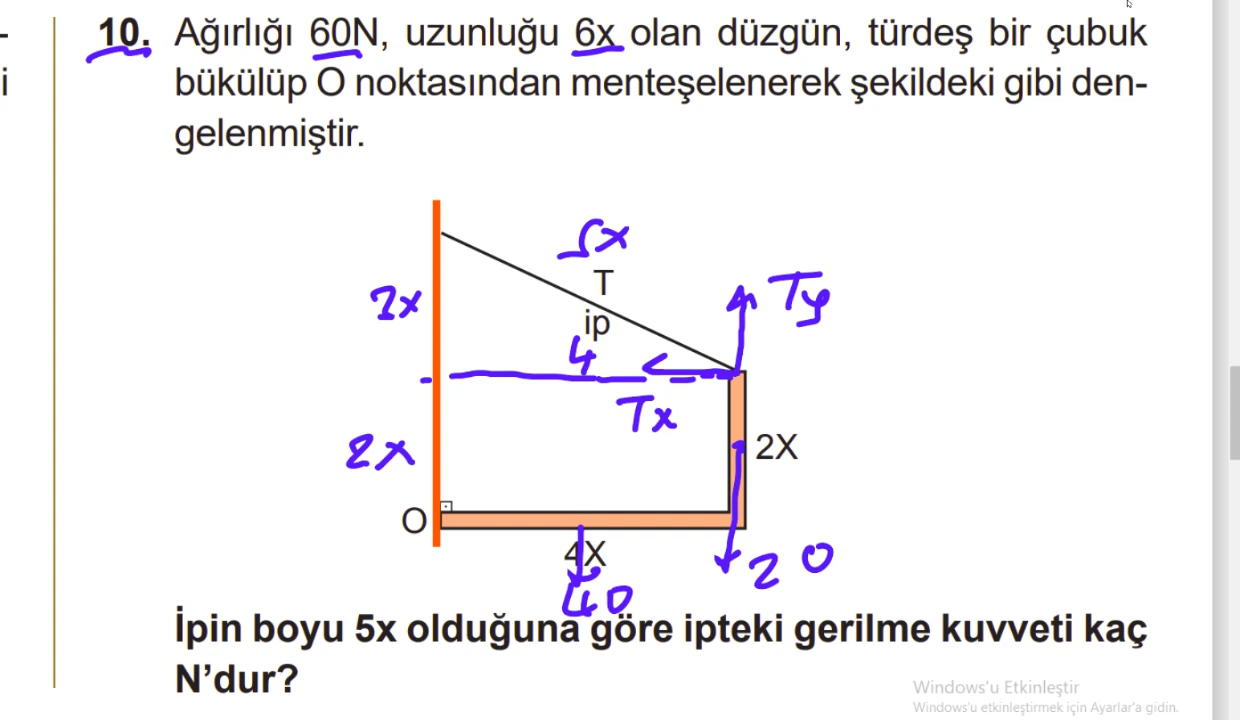 10. Ağırlığı 60N, uzunluğu 6x olan düzgün, türdeş bir çubuk
bükülüp O noktasından menteşelenerek şekildeki gibi den-
gelenmiştir.
5x
T
Ty
3x
ip
4
Tx
2x
2X
O
4X
20
40
İpin boyu 5x olduğuna göre ipteki gerilme kuvveti kaç
N'dur?
Windows'u Etkinleştir
Windows'u etkinleştirmek için Ayarlar'a gidin.